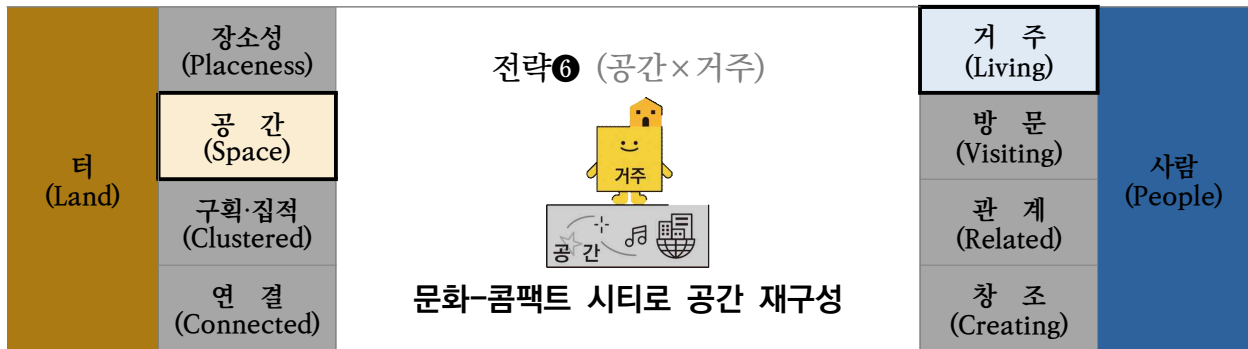 터
(Land)
장소성
(Placeness)
공 간
(Space)
구획·집적
(Clustered)
연 결
(Connected)
전략❻ (공간×거주)
거주
공 간
문화-콤팩트 시티로 공간 재구성
거 주
(Living)
방 문
(Visiting)
관 계
(Related)
창 조
(Creating)
사람
(People)